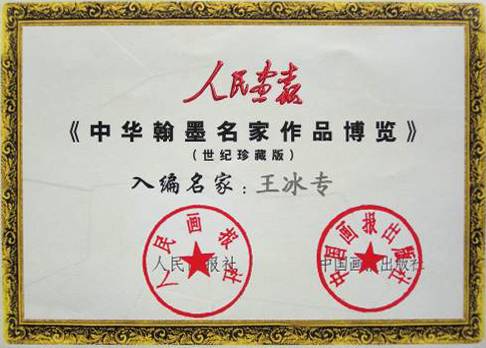 人民画报
《中华翰墨名家作品博览》
(世纪珍藏版)
入编名家：王冰专
人民画报社
中国画报出版社
人民画报社
中国画报出版社